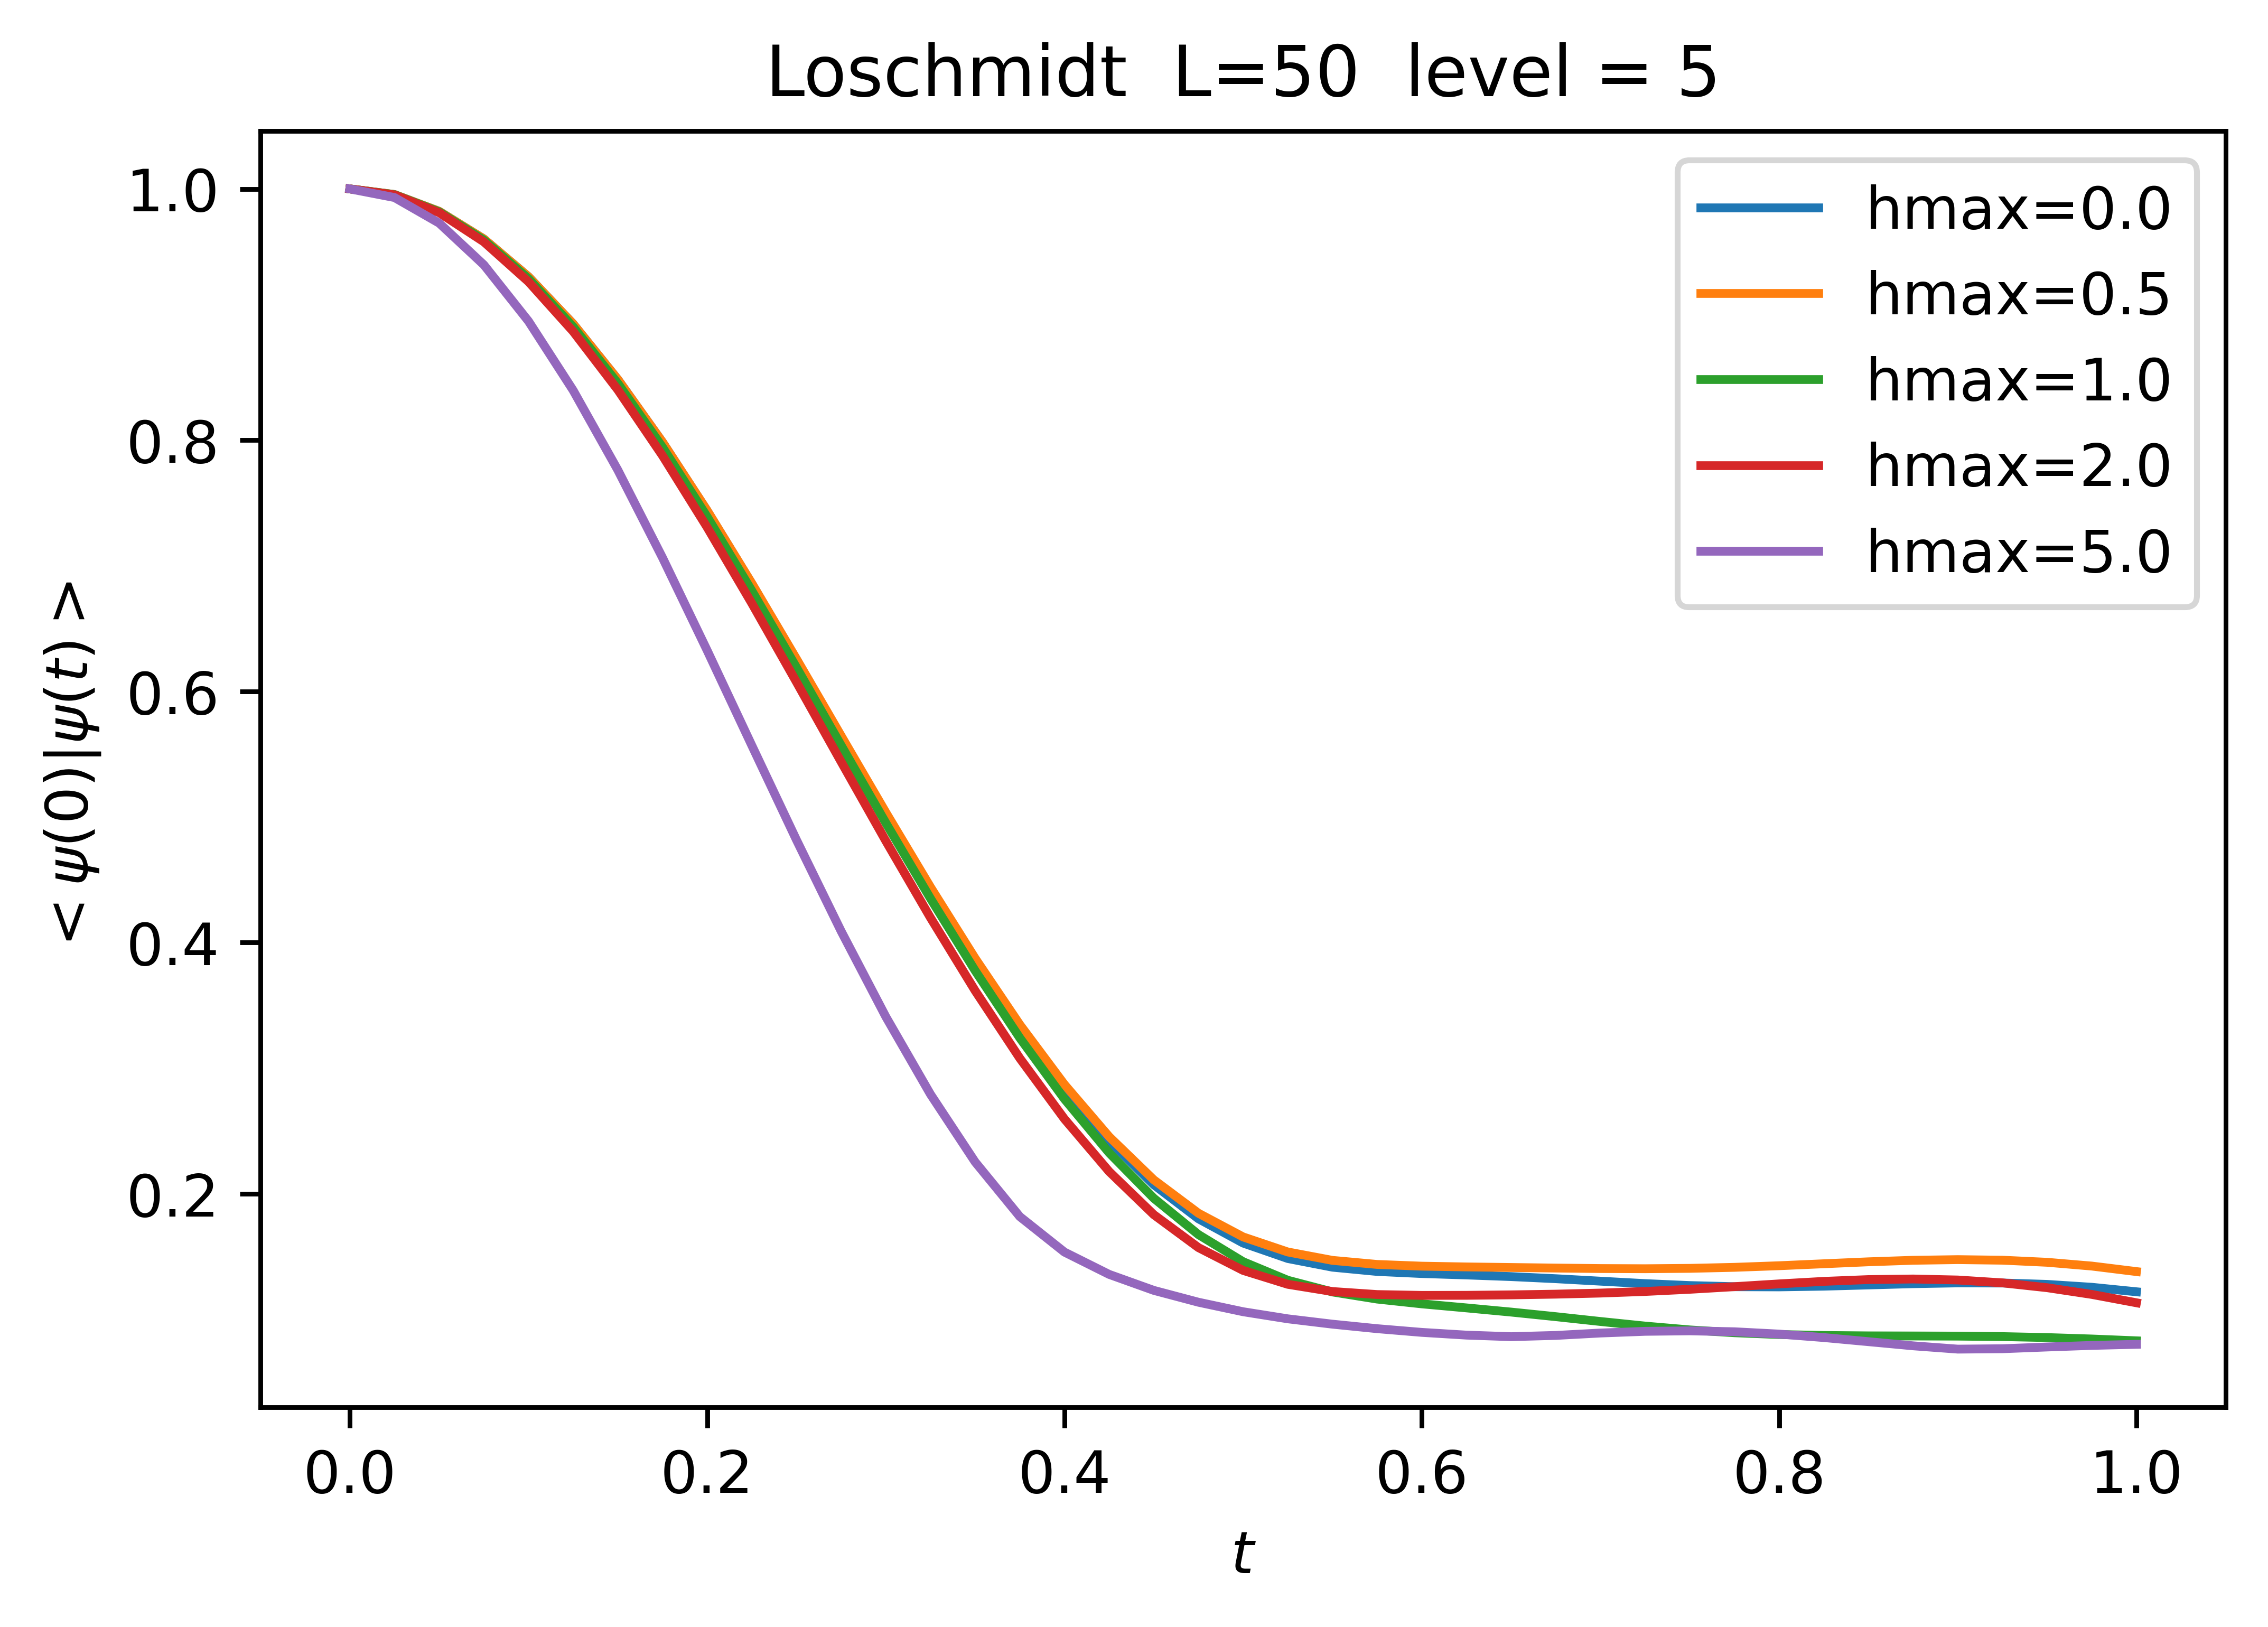 Loschmidt  L=50  level = 5
< ψ(0)|ψ(t) >
1.0
0.8
0.6
0.4
0.2
hmax=0.0
hmax=0.5
hmax=1.0
hmax=2.0
hmax=5.0
0.0 0.2 0.4 0.6 0.8 1.0
t